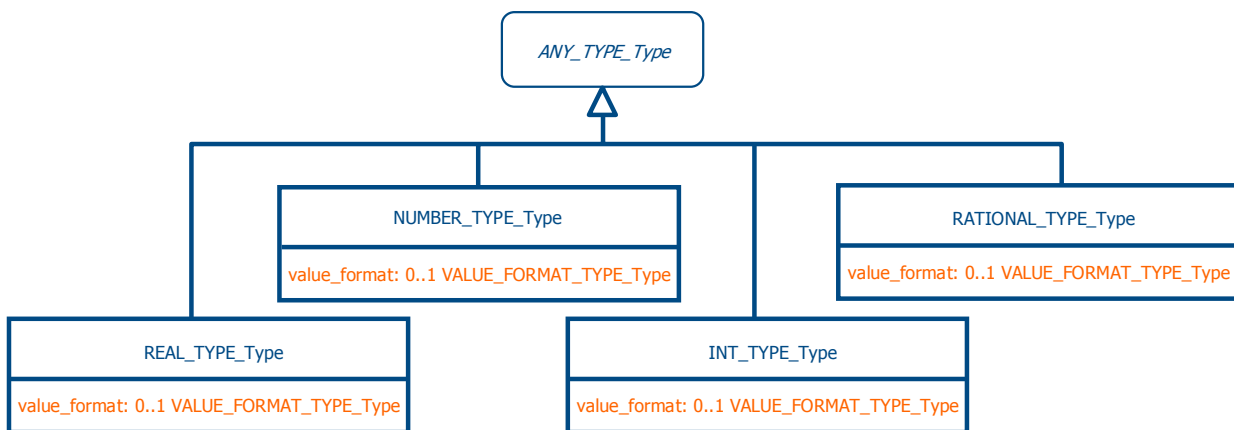 ANY_TYPE_Type
NUMBER_TYPE_Type
value_format: 0..1 VALUE_FORMAT_TYPE_Type
RATIONAL_TYPE_Type
value_format: 0..1 VALUE_FORMAT_TYPE_Type
REAL_TYPE_Type
value_format: 0..1 VALUE_FORMAT_TYPE_Type
INT_TYPE_Type
value_format: 0..1 VALUE_FORMAT_TYPE_Type